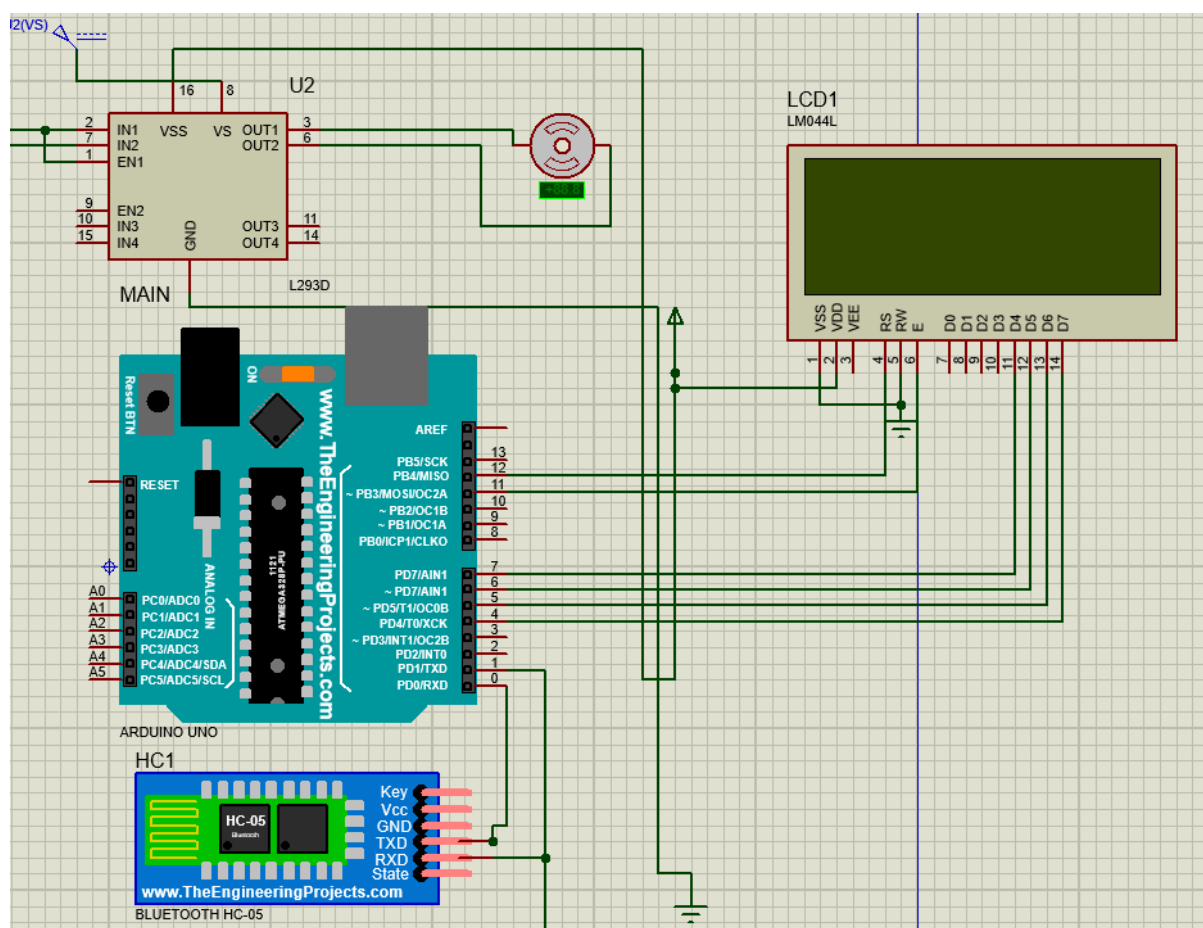 J2(VS)
16
8
U2
2
7
1
IN1
IN2
EN1
VSS
VS
OUT1
OUT2
3
6
+88.8
9
10
15
EN2
IN3
IN4
GND
OUT3
OUT4
11
14
L293D
LCD1
LM044L
VSS
VDD
VEE
RS
RW
E
D0
D1
D2
D3
D4
D5
D6
D7
1
2
3
4
5
6
7
8
9
10
11
12
13
14
MAIN
Reset BTN
ON
www.TheEngineeringProjects.com
AREF
PB5/SCK
13
PB4/MISO
12
~ PB3/MOSI/OC2A
11
~ PB2/OC1B
10
~ PB1/OC1A
9
PB0/ICP1/CLKO
8
RESET
1121
ATMEGA328P-PU
ANALOG IN
PD7/AIN1
7
~ PD7/AIN1
6
~ PD5/T1/OC0B
5
PD4/T0/XCK
4
~ PD3/INT1/OC2B
3
PD2/INT0
2
PD1/TXD
1
PD0/RXD
0
A0
PC0/ADC0
A1
PC1/ADC1
A2
PC2/ADC2
A3
PC3/ADC3
A4
PC4/ADC4/SDA
A5
PC5/ADC5/SCL
ARDUINO UNO
HC1
HC-05
Bluetooth
Key
Vcc
GND
TXD
RXD
State
www.TheEngineeringProjects.com
BLUETOOTH HC-05